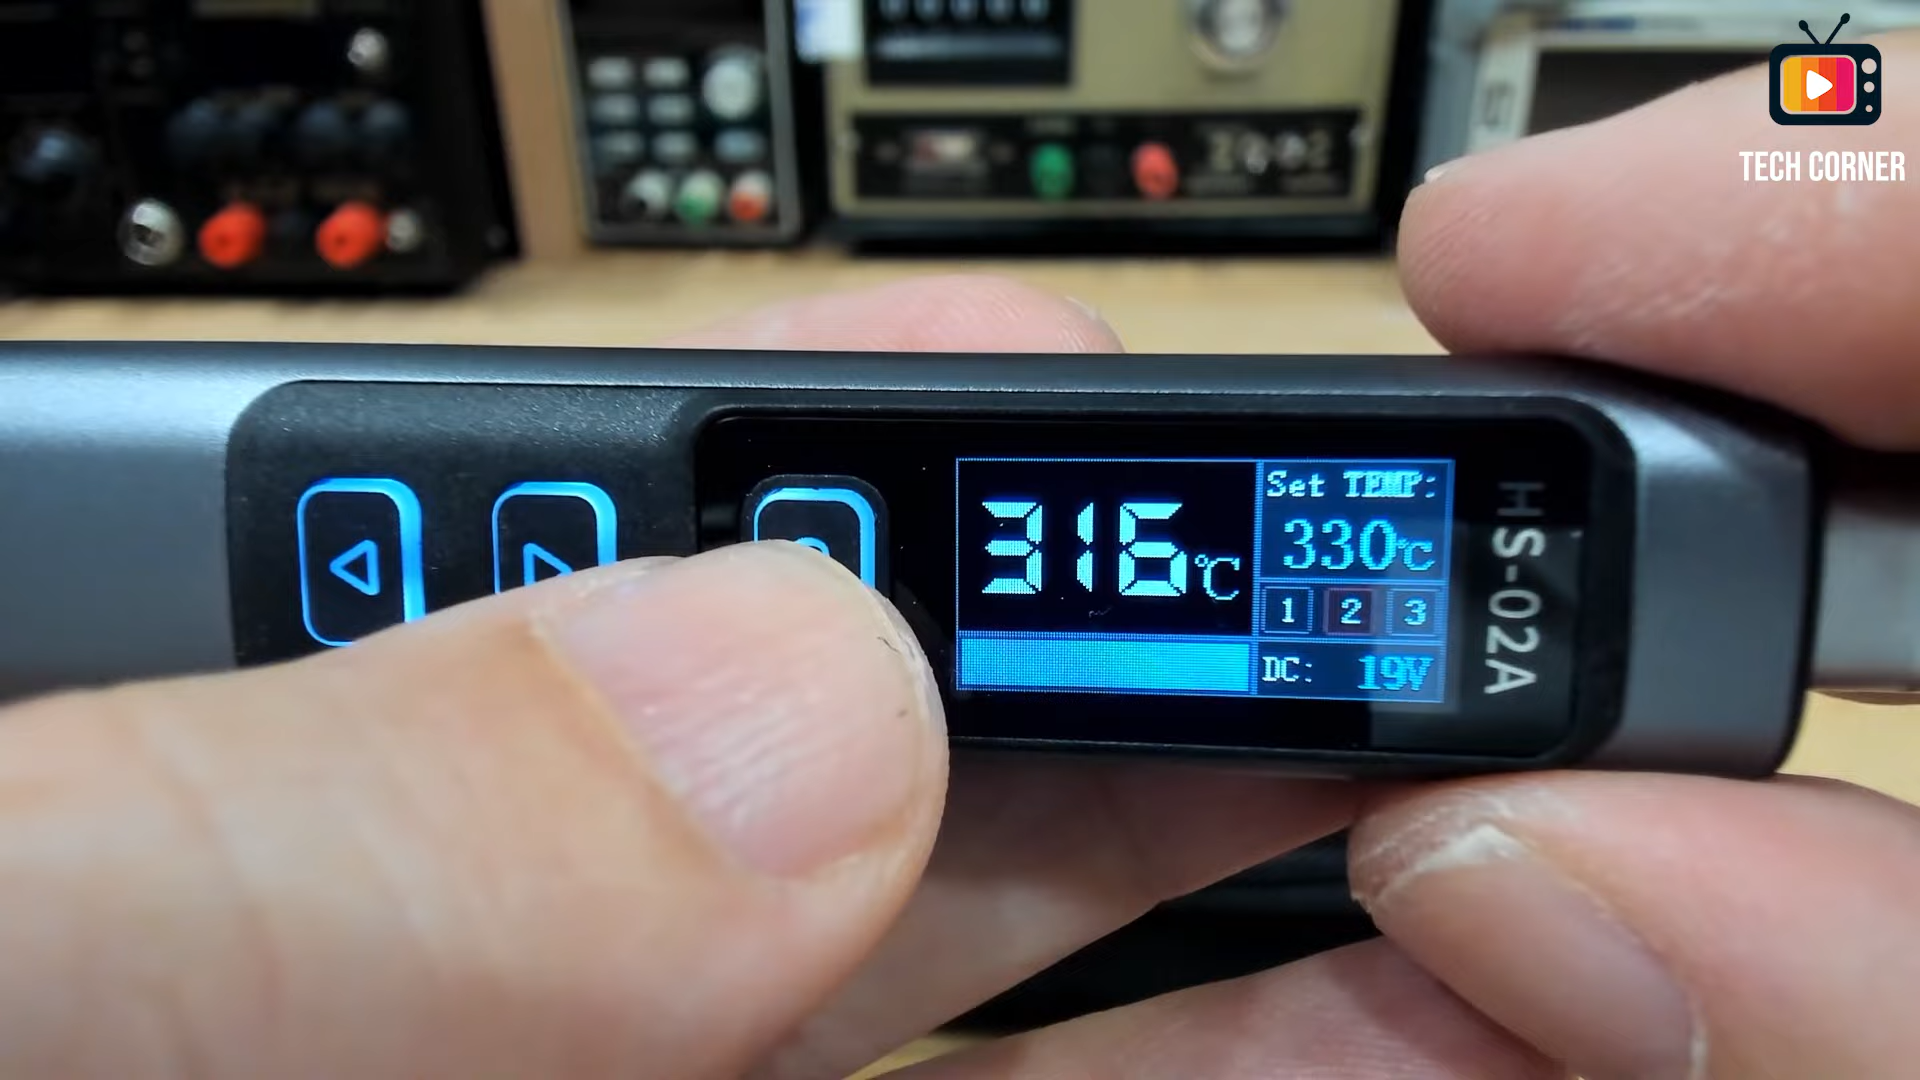 TECH CORNER
316°C
Set TEMP:
330°C
1 2 3
DC: 19V
HS-02A